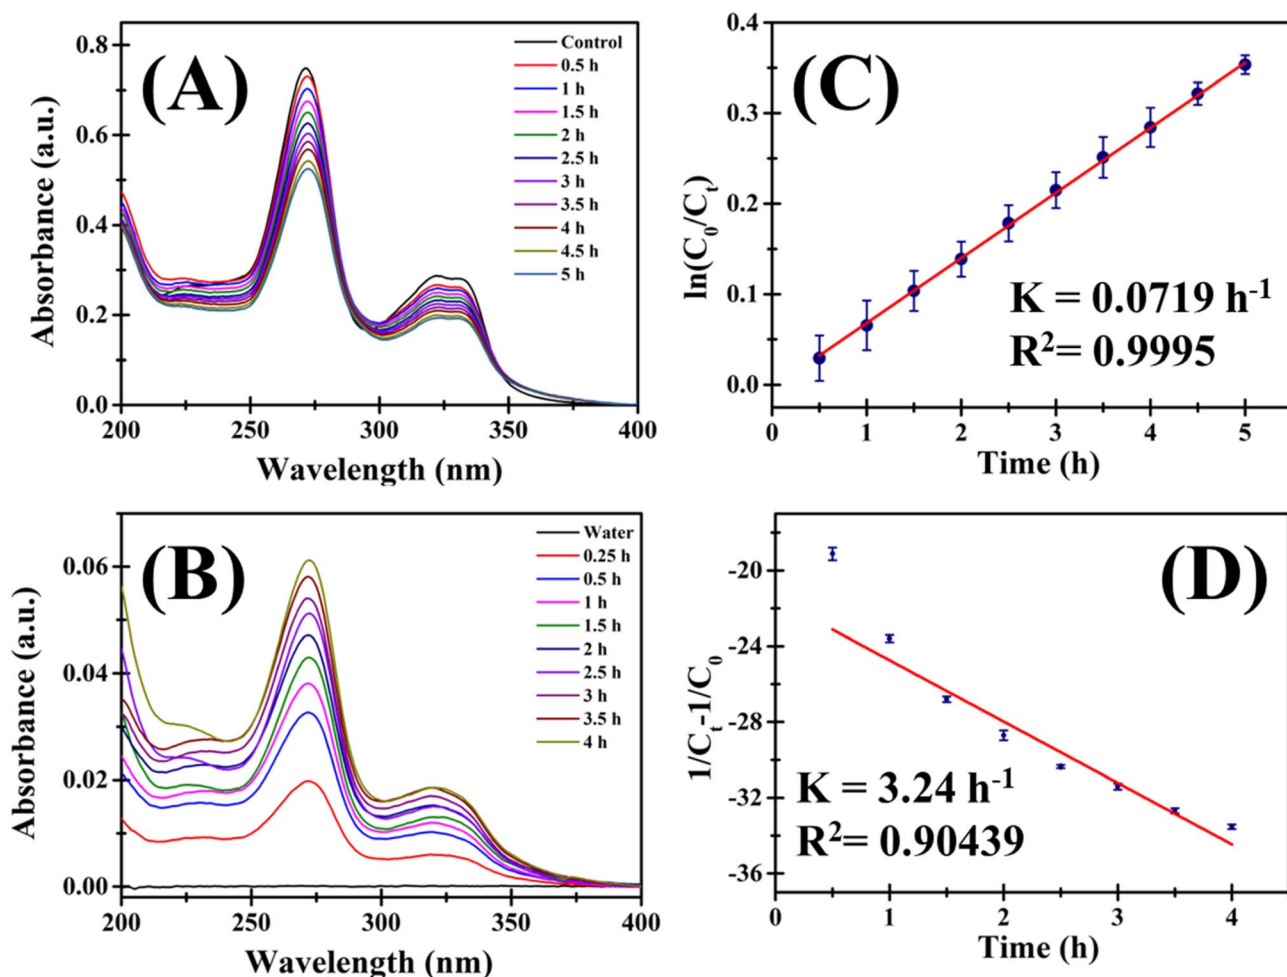 (A)
Absorbance (a.u.)
0.8
0.6
0.4
0.2
0.0
200
250
300
350
400
Wavelength (nm)
Control
0.5 h
1 h
1.5 h
2 h
2.5 h
3 h
3.5 h
4 h
4.5 h
5 h
(C)
ln(C₀/Cₜ)
0.4
0.3
0.2
0.1
0.0
0
1
2
3
4
5
Time (h)
K = 0.0719 h⁻¹
R²= 0.9995
(B)
Absorbance (a.u.)
0.06
0.04
0.02
0.00
200
250
300
350
400
Wavelength (nm)
Water
0.25 h
0.5 h
1 h
1.5 h
2 h
2.5 h
3 h
3.5 h
4 h
(D)
1/Cₜ-1/C₀
-20
-24
-28
-32
-36
0
1
2
3
4
Time (h)
K = 3.24 h⁻¹
R²= 0.90439